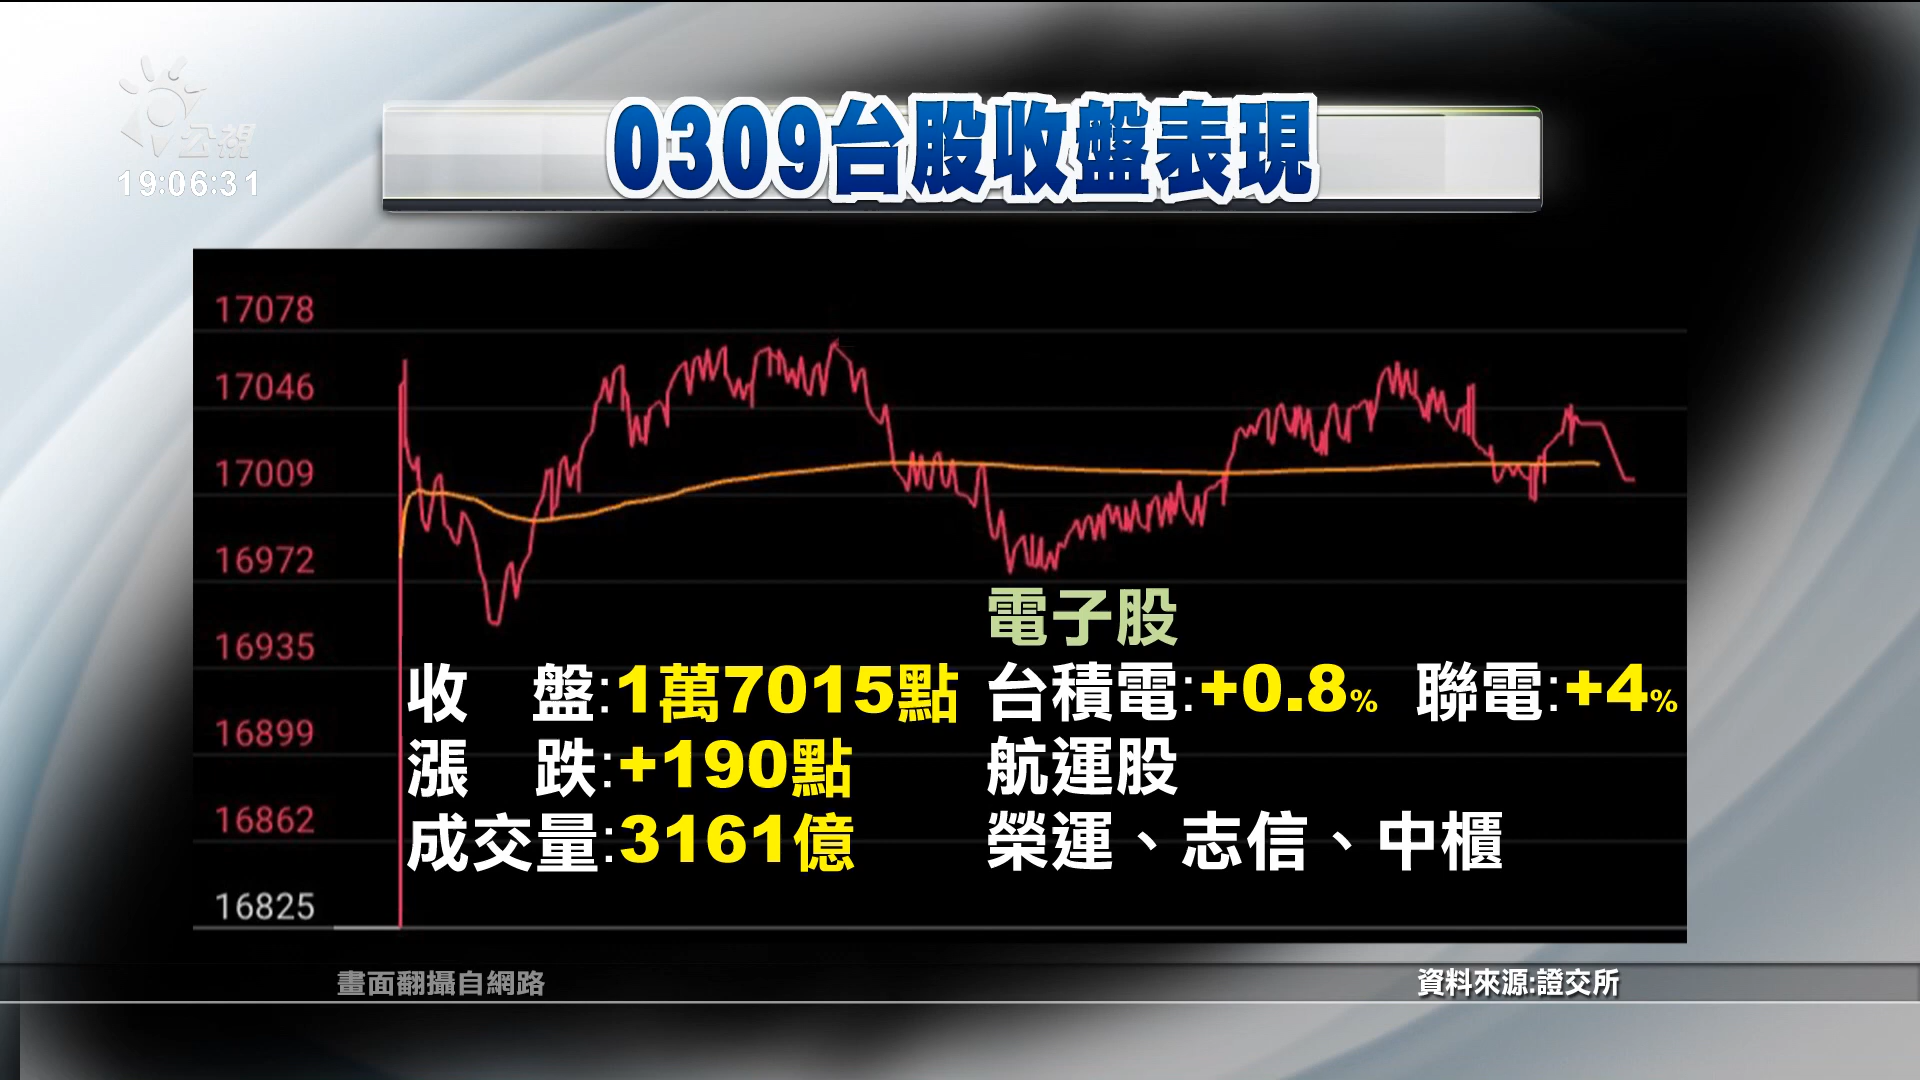 公視
19:06:31
0309台股收盤表現
17078
17046
17009
16972
16935
16899
16862
16825
收 盤:1萬7015點
漲 跌:+190點
成交量:3161億
電子股
台積電:+0.8% 聯電:+4%
航運股
榮運、志信、中櫃
畫面翻攝自網路
資料來源:證交所